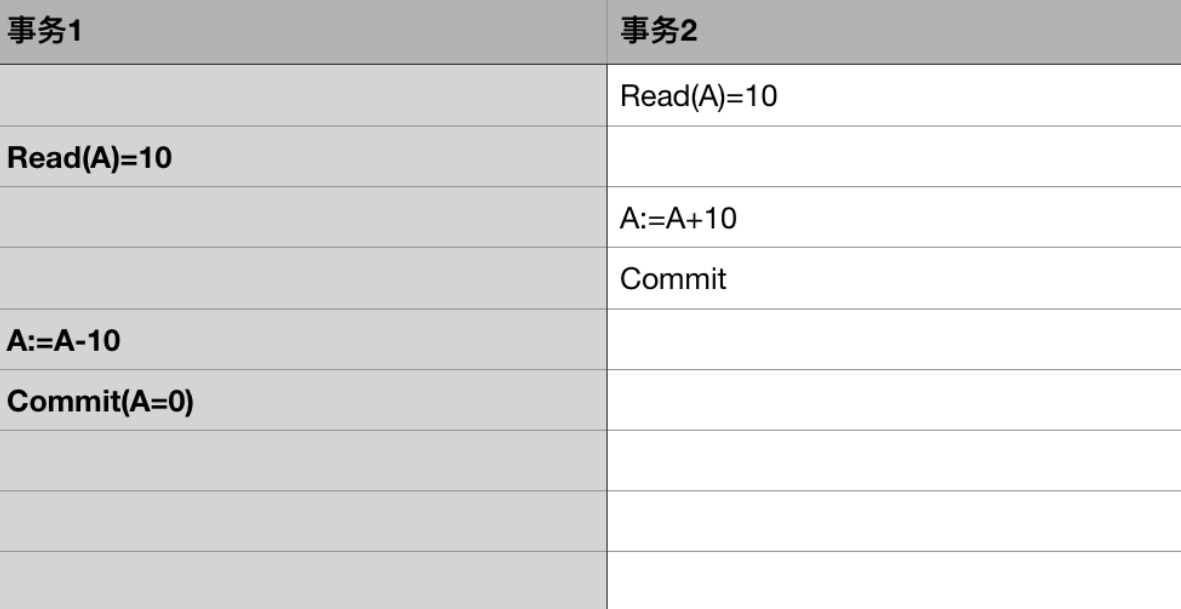 事务1 事务2
Read(A)=10
Read(A)=10
A:=A+10
Commit
A:=A-10
Commit(A=0)